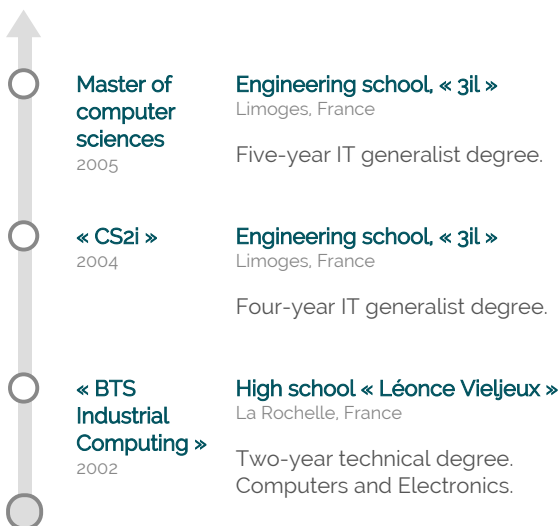 Master of
computer
sciences
2005
Engineering school, « 3il »
Limoges, France
Five-year IT generalist degree.
« CS2i »
2004
Engineering school, « 3il »
Limoges, France
Four-year IT generalist degree.
« BTS
Industrial
Computing »
2002
High school « Léonce Vieljeux »
La Rochelle, France
Two-year technical degree.
Computers and Electronics.